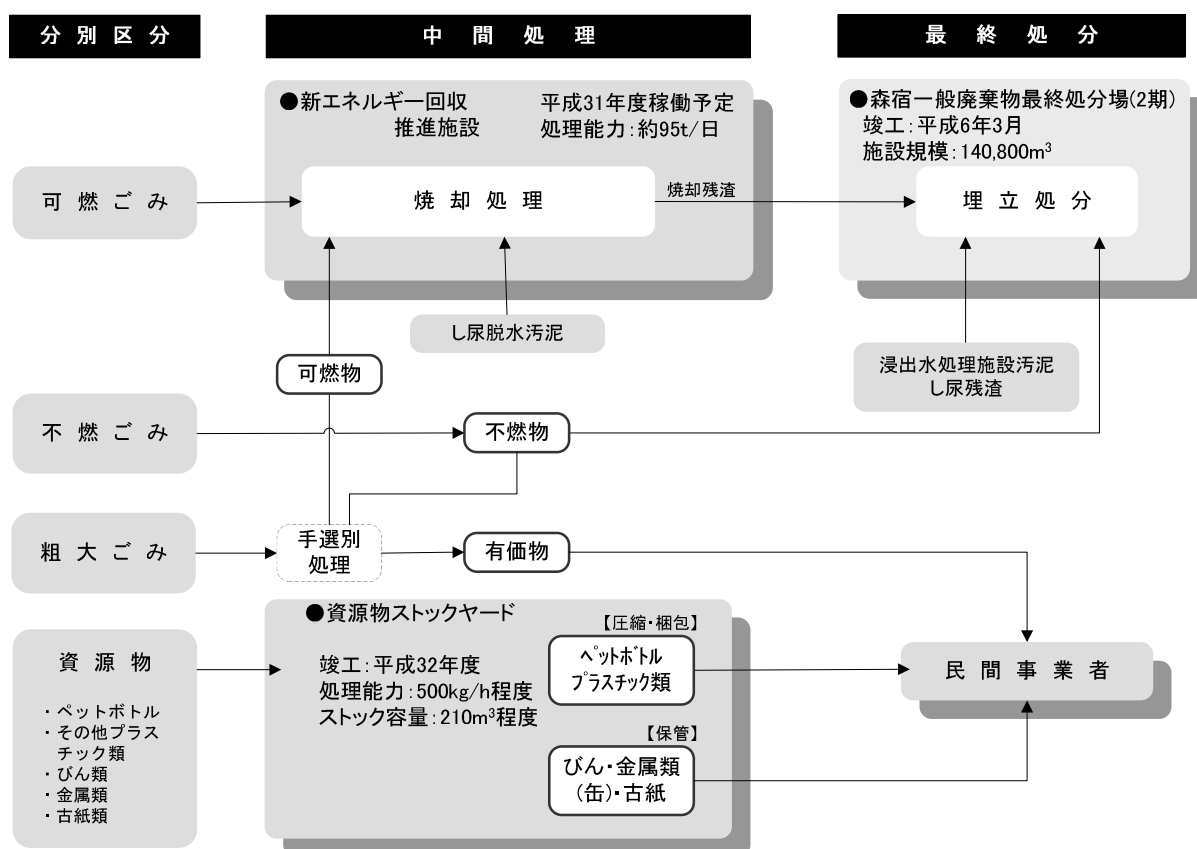 分別区分
中間処理
最終処分
●新エネルギー回収
推進施設
平成31年度稼働予定
処理能力：約95t/日
●森宿一般廃棄物最終処分場(2期)
竣工：平成6年3月
施設規模：140,800m³
可燃ごみ
焼却処理
焼却残渣
埋立処分
し尿脱水汚泥
可燃物
浸出水処理施設汚泥
し尿残渣
不燃ごみ
不燃物
粗大ごみ
手選別
処理
有価物
資源物
・ペットボトル
・その他プラス
チック類
・びん類
・金属類
・古紙類
●資源物ストックヤード
竣工：平成32年度
処理能力：500kg/h程度
ストック容量：210m³程度
【圧縮・梱包】
ペットボトル
プラスチック類
【保管】
びん・金属類
(缶)・古紙
民間事業者